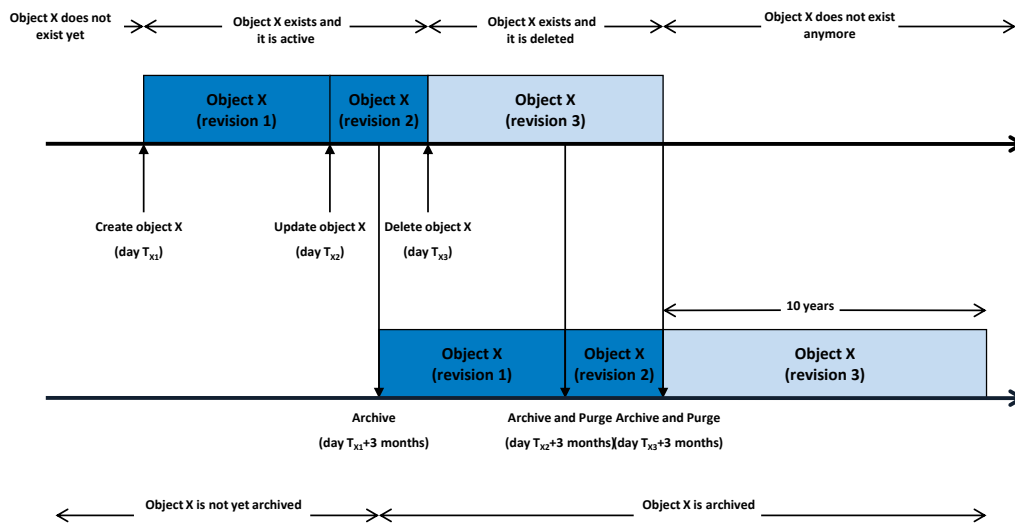 Object X does not
exist yet
Object X exists and
it is active
Object X exists and
it is deleted
Object X does not exist
anymore
Object X
(revision 1)
Object X
(revision 2)
Object X
(revision 3)
Create object X
(day TX1)
Update object X
(day TX2)
Delete object X
(day TX3)
10 years
Object X
(revision 1)
Object X
(revision 2)
Object X
(revision 3)
Archive
(day TX1+3 months)
Archive and Purge
(day TX2+3 months)
Archive and Purge
(day TX3+3 months)
Object X is not yet archived
Object X is archived